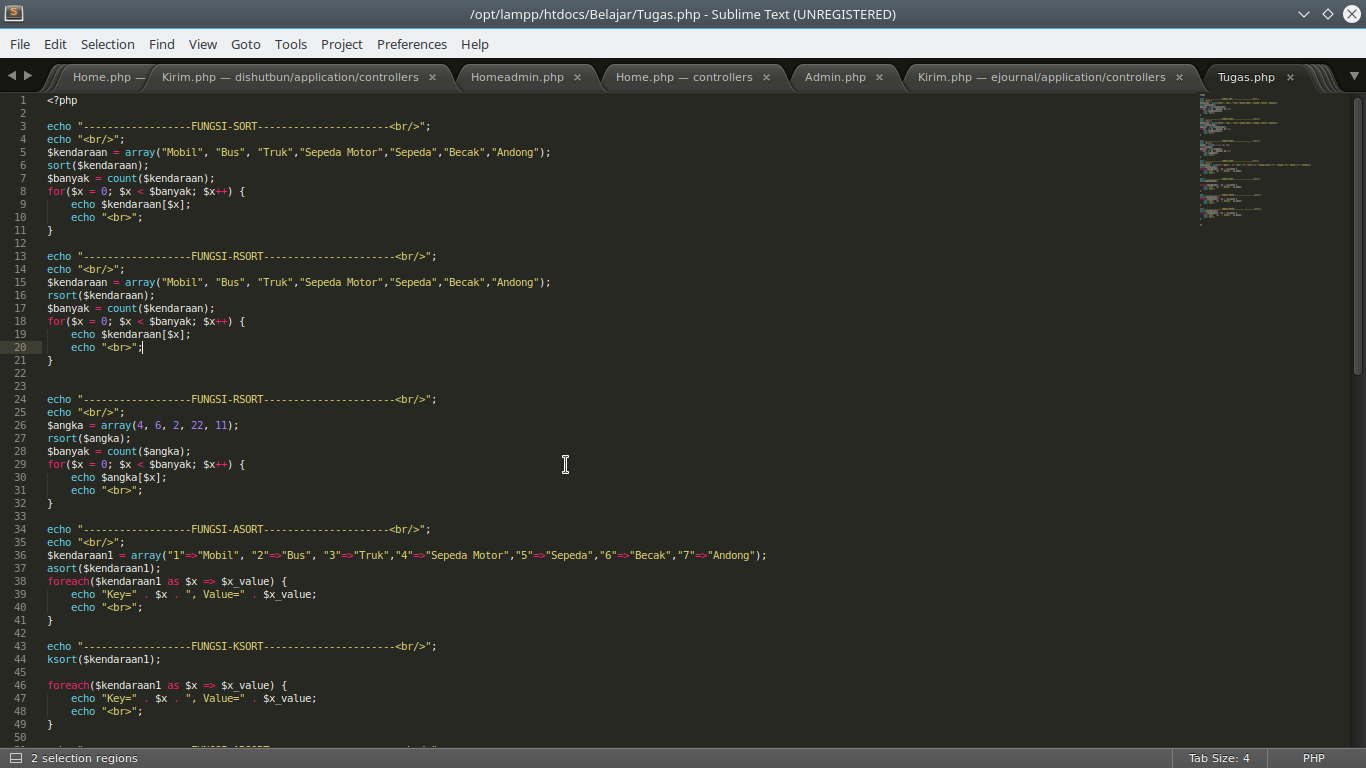 /opt/lampp/htdocs/Belajar/Tugas.php - Sublime Text (UNREGISTERED)
File Edit Selection Find View Goto Tools Project Preferences Help
Home.php — Kirim.php — dishutbun/application/controllers Homeadmin.php Home.php — controllers Admin.php Kirim.php — ejournal/application/controllers Tugas.php
1 <?php
2
3 echo "------------------FUNGSI-SORT----------------------<br/>";
4 echo "<br/>";
5 $kendaraan = array("Mobil", "Bus", "Truk","Sepeda Motor","Sepeda","Becak","Andong");
6 sort($kendaraan);
7 $banyak = count($kendaraan);
8 for($x = 0; $x < $banyak; $x++) {
9 echo $kendaraan[$x];
10 echo "<br>";
11 }
12
13 echo "------------------FUNGSI-RSORT----------------------<br/>";
14 echo "<br/>";
15 $kendaraan = array("Mobil", "Bus", "Truk","Sepeda Motor","Sepeda","Becak","Andong");
16 rsort($kendaraan);
17 $banyak = count($kendaraan);
18 for($x = 0; $x < $banyak; $x++) {
19 echo $kendaraan[$x];
20 echo "<br>";
21 }
22
23
24 echo "------------------FUNGSI-RSORT----------------------<br/>";
25 echo "<br/>";
26 $angka = array(4, 6, 2, 22, 11);
27 rsort($angka);
28 $banyak = count($angka);
29 for($x = 0; $x < $banyak; $x++) {
30 echo $angka[$x];
31 echo "<br>";
32 }
33
34 echo "------------------FUNGSI-ASORT---------------------<br/>";
35 echo "<br/>";
36 $kendaraan1 = array("1"=>"Mobil", "2"=>"Bus", "3"=>"Truk","4"=>"Sepeda Motor","5"=>"Sepeda","6"=>"Becak","7"=>"Andong");
37 asort($kendaraan1);
38 foreach($kendaraan1 as $x => $x_value) {
39 echo "Key=" . $x . ", Value=" . $x_value;
40 echo "<br>";
41 }
42
43 echo "------------------FUNGSI-KSORT----------------------<br/>";
44 ksort($kendaraan1);
45
46 foreach($kendaraan1 as $x => $x_value) {
47 echo "Key=" . $x . ", Value=" . $x_value;
48 echo "<br>";
49 }
50
2 selection regions Tab Size: 4 PHP